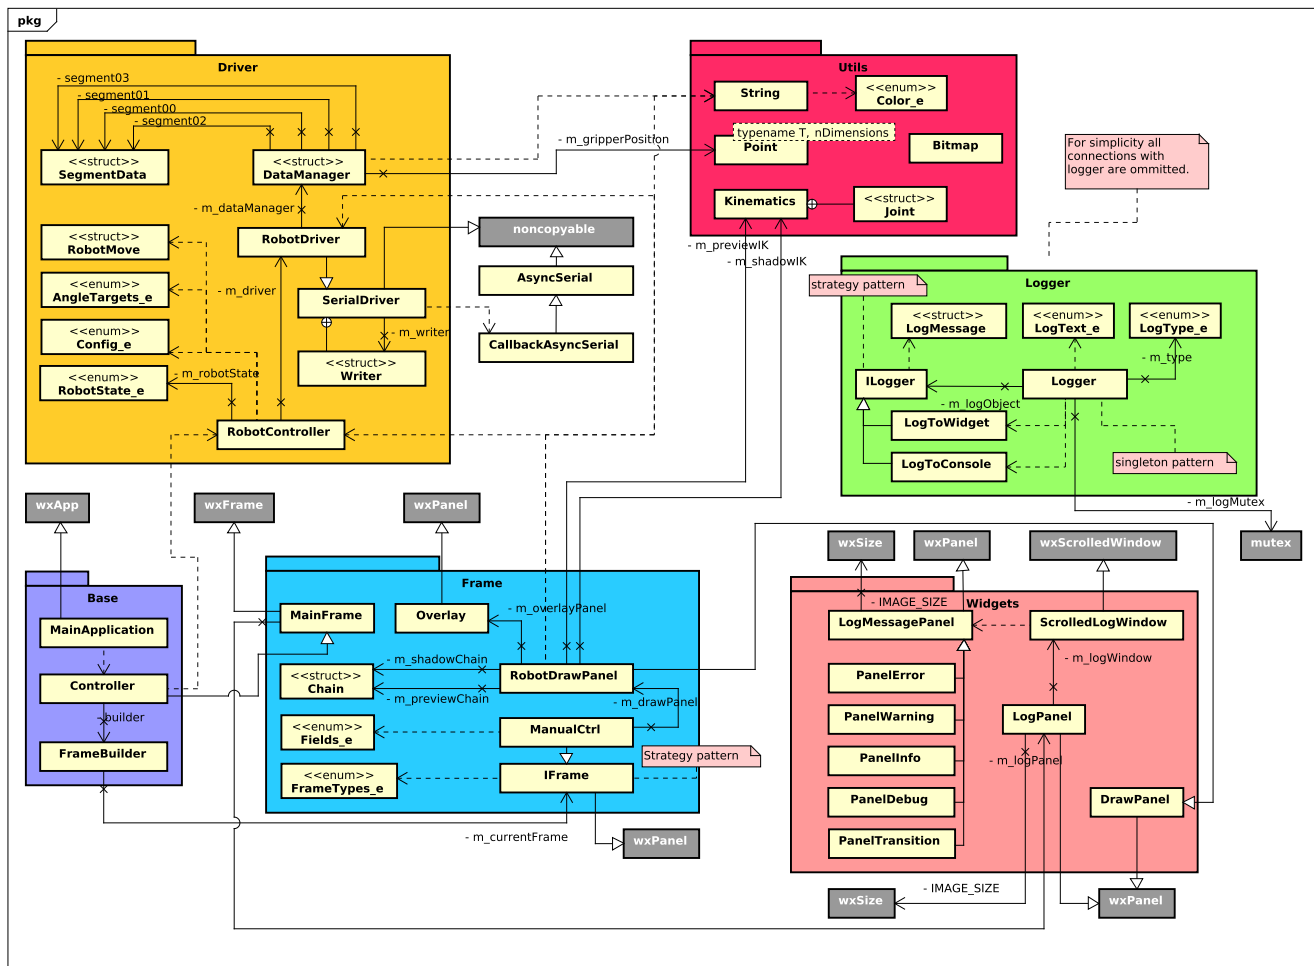 pkg
Driver
- segment03
- segment01
- segment00
- segment02
<<struct>>
SegmentData
<<struct>>
DataManager
- m_dataManager
<<struct>>
RobotMove
RobotDriver
<<enum>>
AngleTargets_e
- m_driver
SerialDriver
<<enum>>
Config_e
- m_writer
<<struct>>
Writer
- m_robotState
<<enum>>
RobotState_e
RobotController
noncopyable
AsyncSerial
CallbackAsyncSerial
Utils
String
<<enum>>
Color_e
- m_gripperPosition
typename T, nDimensions
Point
Bitmap
Kinematics
<<struct>>
Joint
- m_previewIK
- m_shadowIK
For simplicity all
connections with
logger are ommitted.
Logger
strategy pattern
<<struct>>
LogMessage
<<enum>>
LogText_e
<<enum>>
LogType_e
- m_type
ILogger
Logger
- m_logObject
LogToWidget
LogToConsole
singleton pattern
- m_logMutex
mutex
wxApp
wxFrame
wxPanel
Base
MainApplication
Controller
- builder
FrameBuilder
Frame
MainFrame
Overlay
- m_overlayPanel
- m_shadowChain
<<struct>>
Chain
- m_previewChain
RobotDrawPanel
- m_drawPanel
<<enum>>
Fields_e
ManualCtrl
Strategy pattern
<<enum>>
FrameTypes_e
IFrame
- m_currentFrame
wxPanel
wxSize
wxPanel
wxScrolledWindow
Widgets
- IMAGE_SIZE
LogMessagePanel
ScrolledLogWindow
- m_logWindow
PanelError
PanelWarning
LogPanel
PanelInfo
- m_logPanel
PanelDebug
DrawPanel
PanelTransition
- IMAGE_SIZE
wxSize
wxPanel